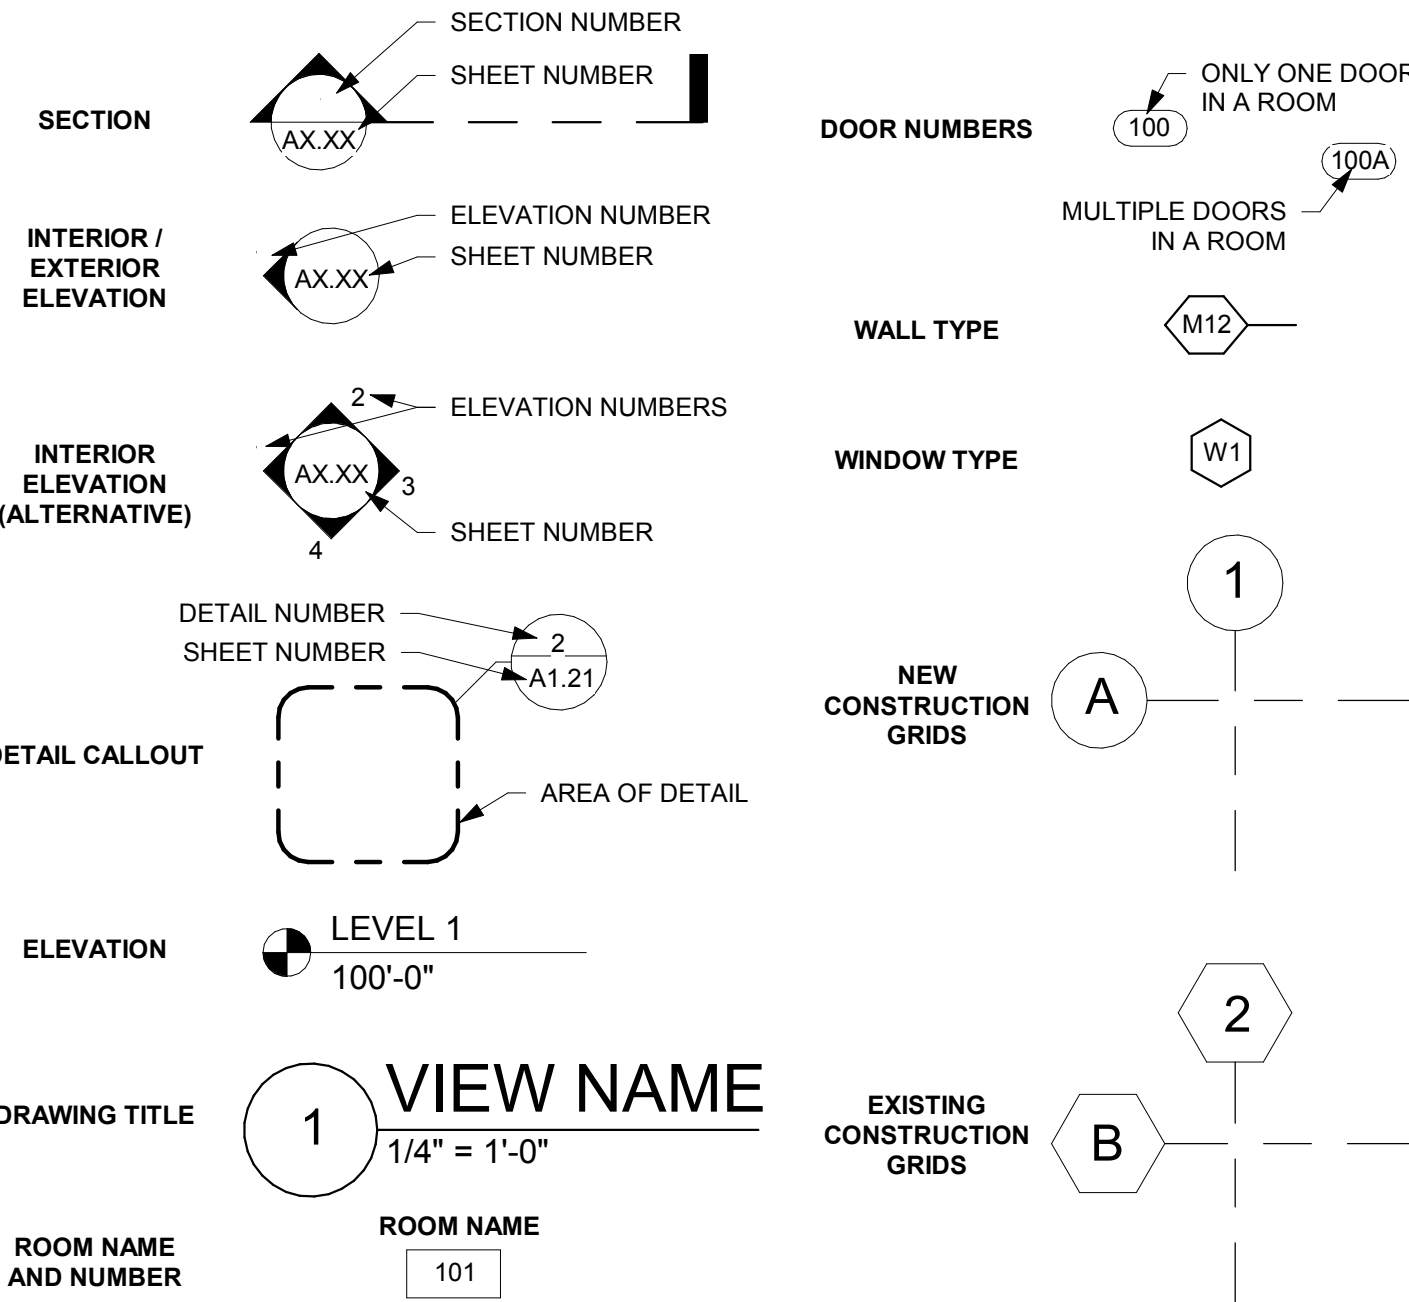 SECTION NUMBER
SHEET NUMBER
SECTION
AX.XX
ELEVATION NUMBER
SHEET NUMBER
INTERIOR /
EXTERIOR
ELEVATION
AX.XX
2
ELEVATION NUMBERS
INTERIOR
ELEVATION
(ALTERNATIVE)
AX.XX
3
SHEET NUMBER
4
DETAIL NUMBER
SHEET NUMBER
2
A1.21
DETAIL CALLOUT
AREA OF DETAIL
ELEVATION
LEVEL 1
100'-0"
DRAWING TITLE
1
VIEW NAME
1/4" = 1'-0"
ROOM NAME
AND NUMBER
ROOM NAME
101
DOOR NUMBERS
100
ONLY ONE DOOR
IN A ROOM
100A
MULTIPLE DOORS
IN A ROOM
WALL TYPE
M12
WINDOW TYPE
W1
1
NEW
CONSTRUCTION
GRIDS
A
2
EXISTING
CONSTRUCTION
GRIDS
B